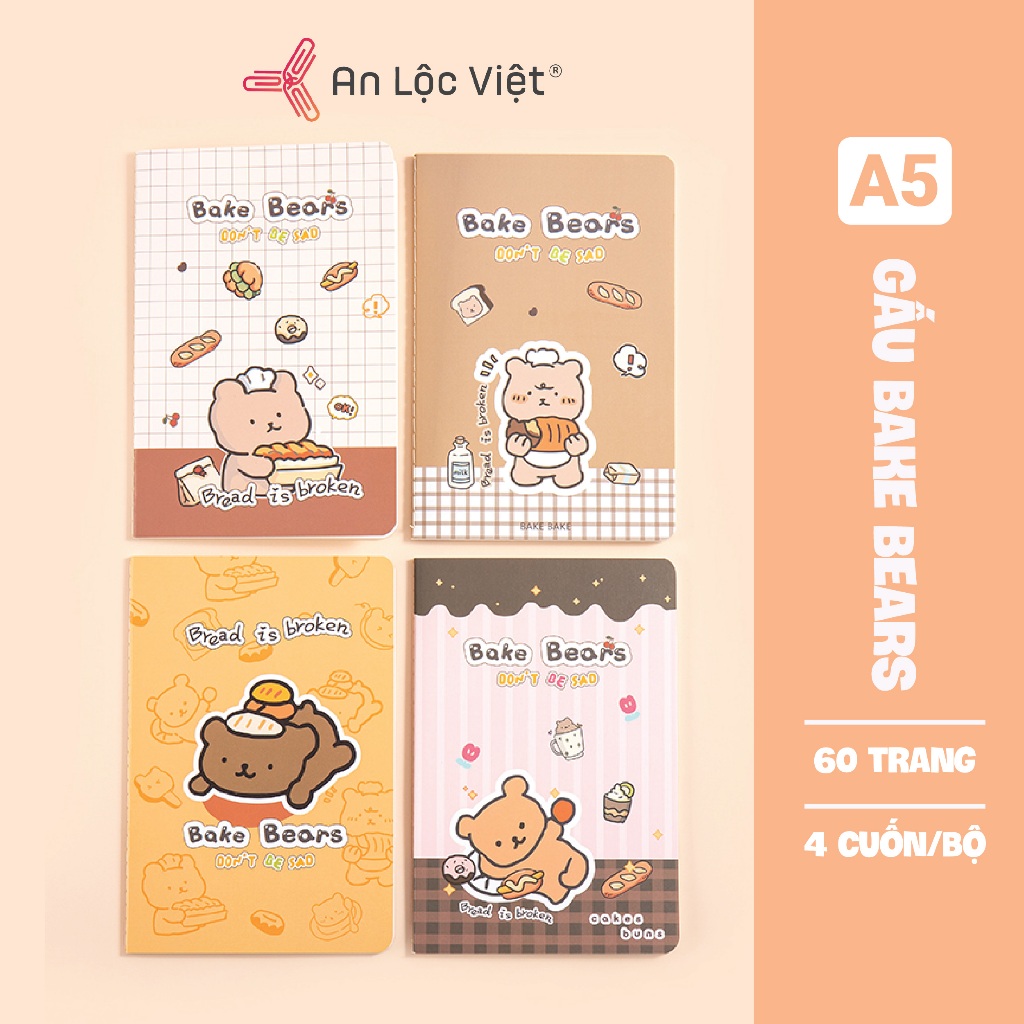 An Lộc Việt®
Bake Bears
DON'T BE SAD
OK!
Bread is broken
Bake Bears
DON'T BE SAD
Bread is broken
milk
BAKE BAKE
Bread is broken
Bake Bears
DON'T BE SAD
Bake Bears
DON'T BE SAD
Bread is broken
cakes
buns
A5
GẤU BAKE BEARS
60 TRANG
4 CUỐN/BỘ